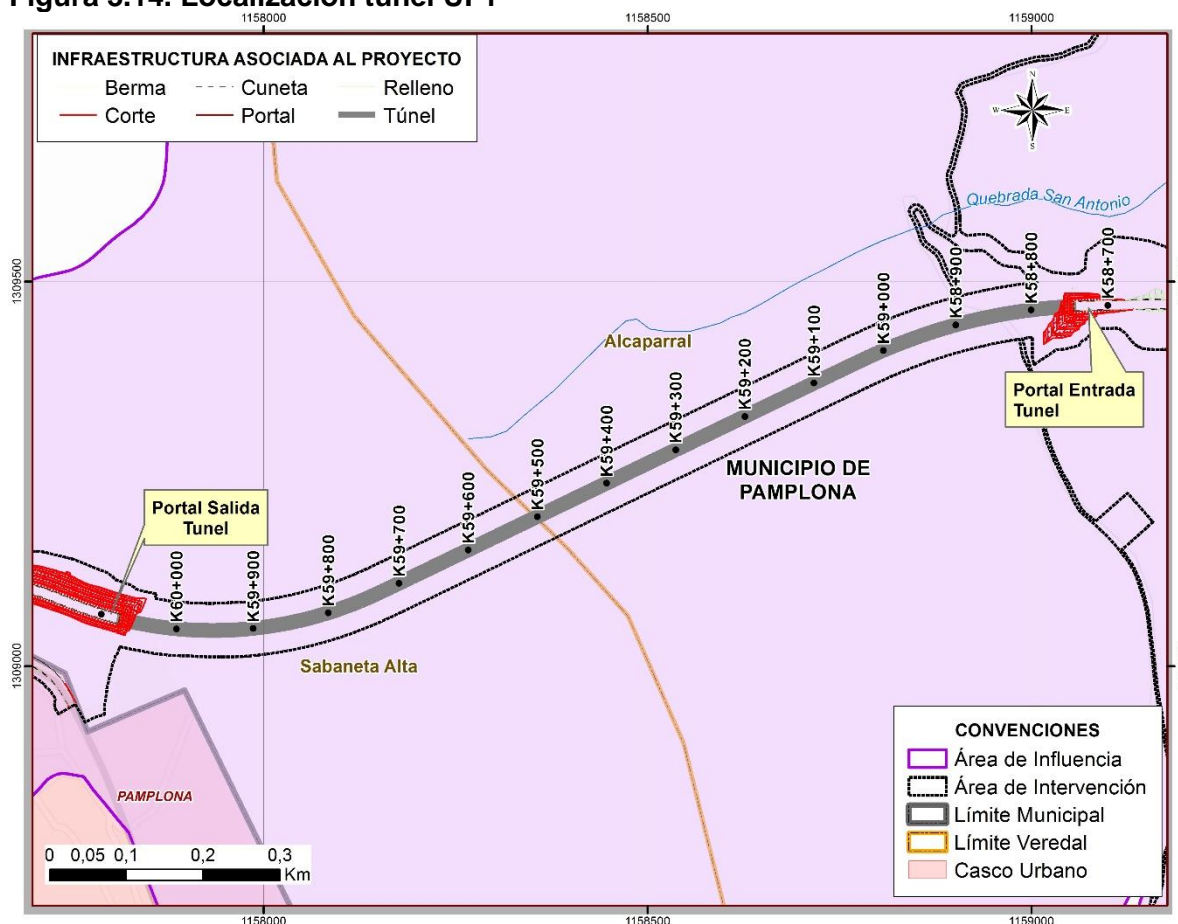 Figura 3.14. Localización túnel UF1
1158000
1158500
1159000
INFRAESTRUCTURA ASOCIADA AL PROYECTO
Berma
Cuneta
Relleno
Corte
Portal
Túnel
N
W
E
S
Quebrada San Antonio
1309500
1309500
K58+700
K58+800
K58+900
K59+000
K59+100
K59+200
K59+300
K59+400
K59+500
K59+600
K59+700
K59+800
K59+900
K60+000
Alcaparral
Portal Entrada
Tunel
MUNICIPIO DE
PAMPLONA
Portal Salida
Tunel
1309000
1309000
Sabaneta Alta
PAMPLONA
CONVENCIONES
Área de Influencia
Área de Intervención
Límite Municipal
Límite Veredal
Casco Urbano
0 0,05 0,1 0,2 0,3
Km
1158000
1158500
1159000